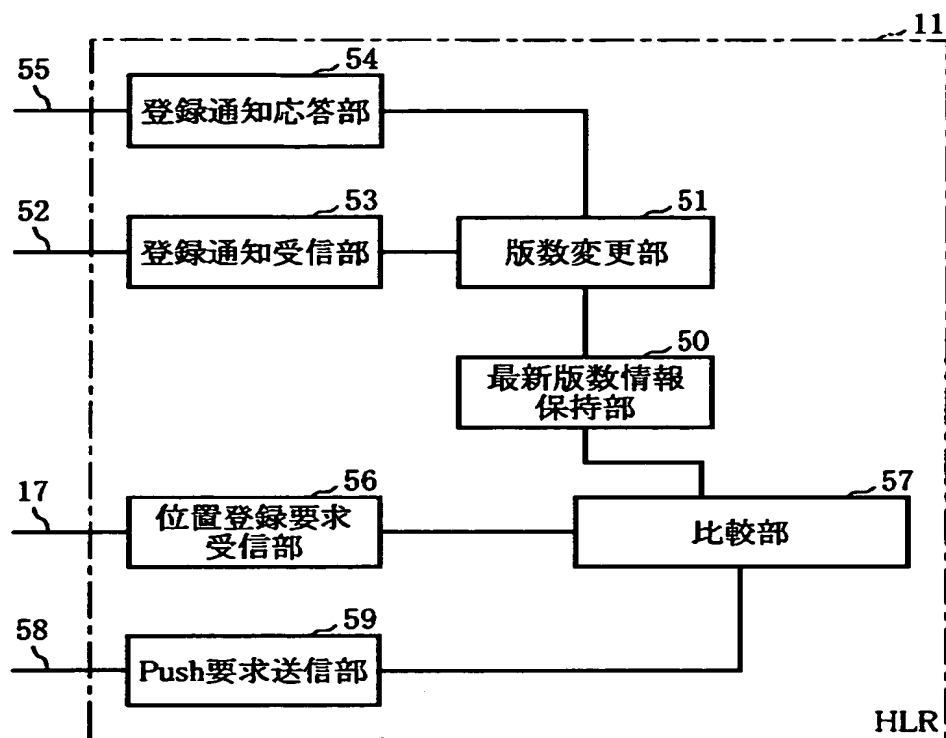 11
55
54
登録通知応答部
52
53
登録通知受信部
51
版数変更部
50
最新版数情報
保持部
17
56
位置登録要求
受信部
57
比較部
58
59
Push要求送信部
HLR